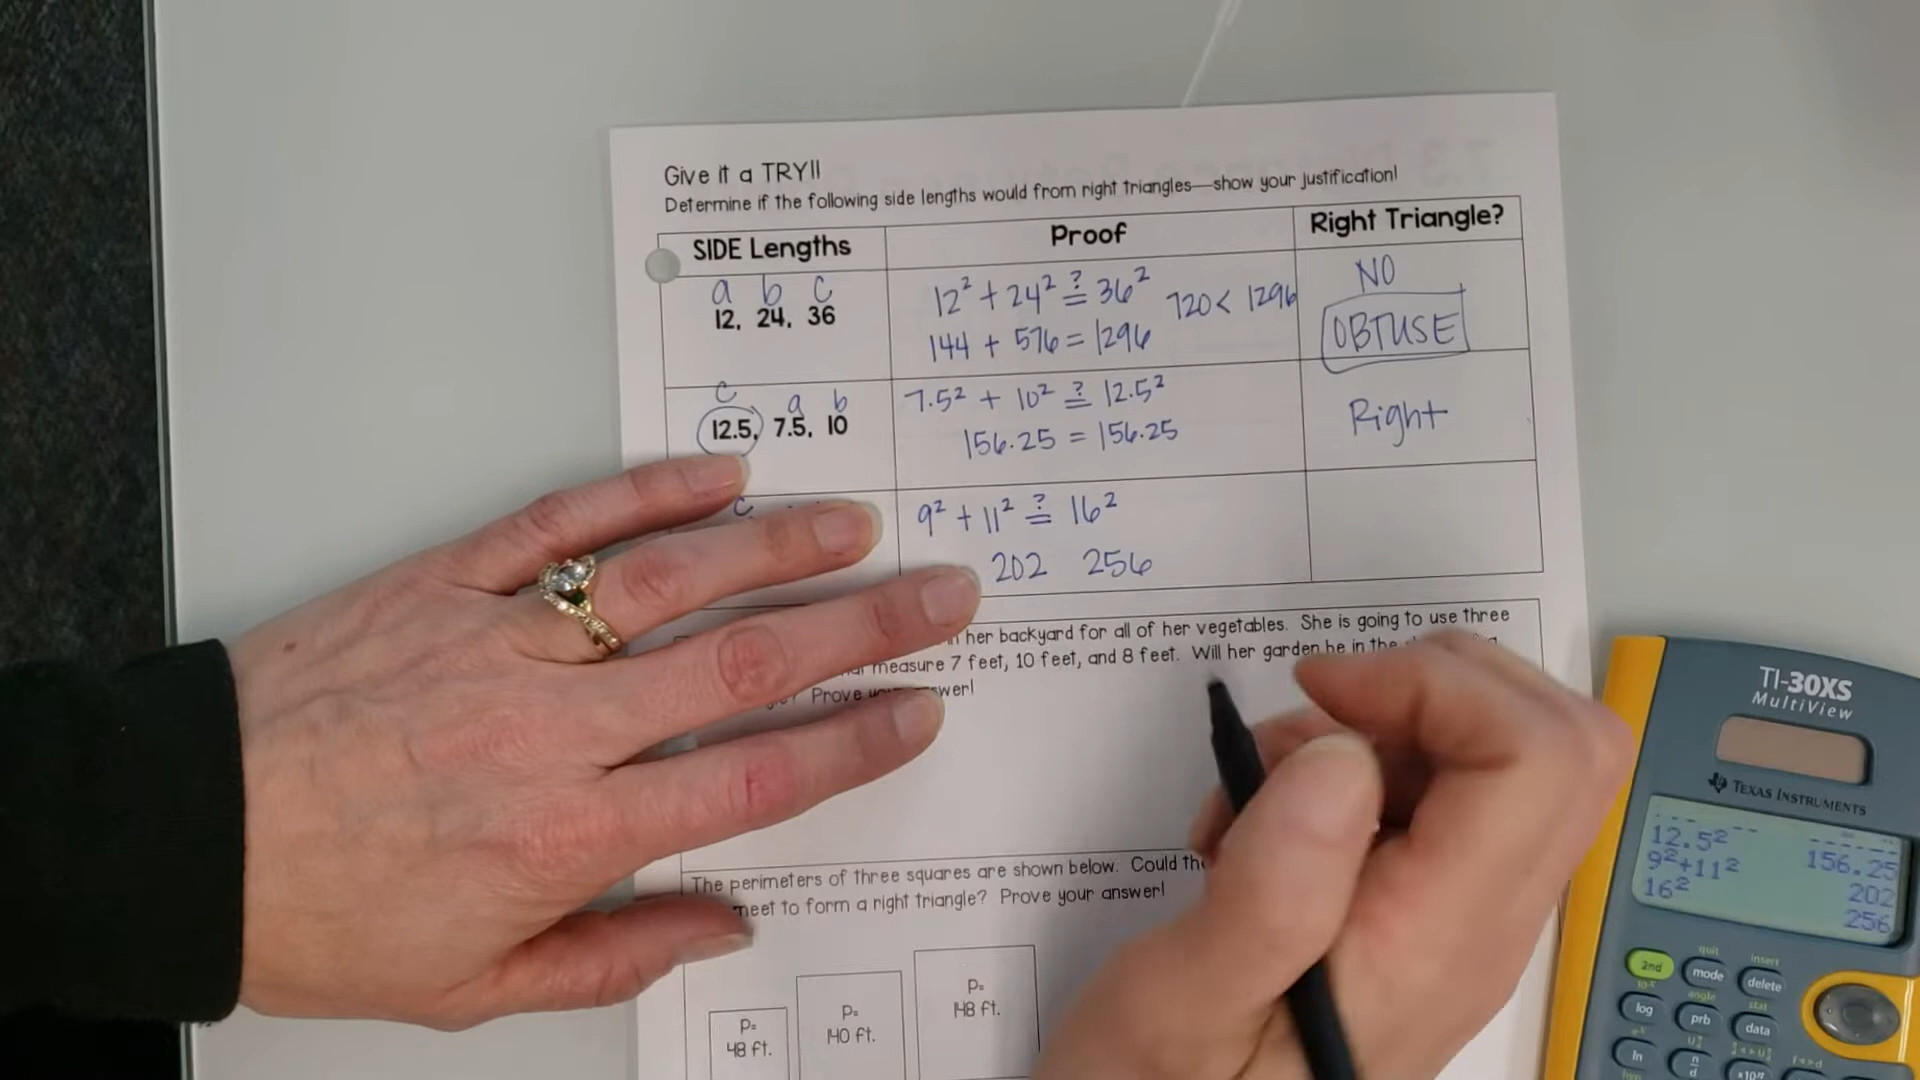 Give it a TRY!!
Determine if the following side lengths would from right triangles—show your justification!
SIDE Lengths
Proof
Right Triangle?
a b c
12, 24, 36
12² + 24² ≟ 36²
144 + 576 = 1296
720 < 1296
NO
OBTUSE
c a b
12.5, 7.5, 10
7.5² + 10² ≟ 12.5²
156.25 = 156.25
Right
c
9² + 11² ≟ 16²
202 256
her backyard for all of her vegetables. She is going to use three
measure 7 feet, 10 feet, and 8 feet. Will her garden be in the
Prove
The perimeters of three squares are shown below. Could
meet to form a right triangle? Prove your answer!
P=
48 ft.
P=
140 ft.
P=
148 ft.
TI-30XS
MultiView
TEXAS INSTRUMENTS
12.5² 156.25
9²+11² 202
16² 256
quit insert
2nd mode delete
angle stat
log prb data
ln n/d